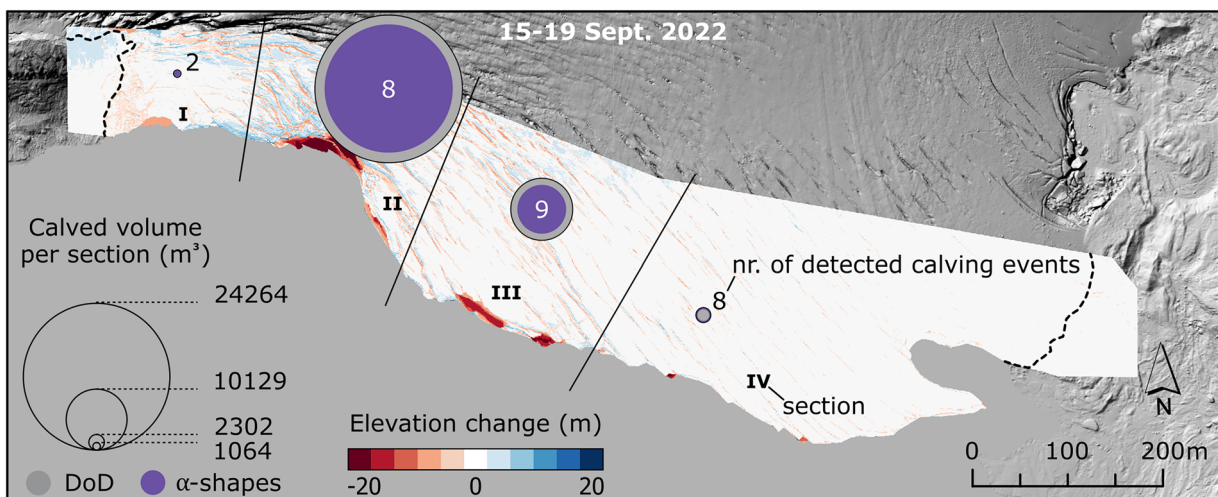 15-19 Sept. 2022
2
8
I
II
9
III
nr. of detected calving events
8
IV
section
Calved volume
per section (m³)
24264
10129
2302
1064
DoD
α-shapes
Elevation change (m)
-20 0 20
N
0 100 200m